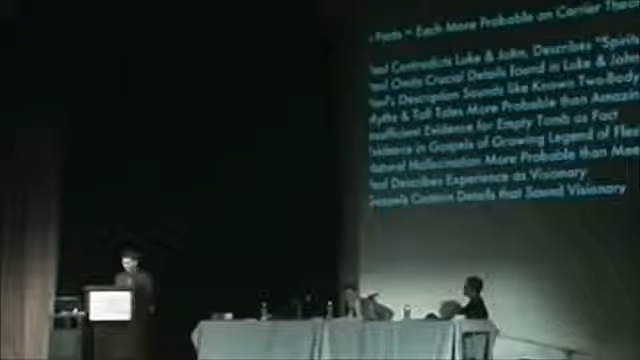 Facts – Each More Probable on Carrier Theo
Paul Contradicts Luke & John, Describes "Spirit
Paul Omits Crucial Details Found in Luke & John
Paul's Description Sounds like Known Two-Body
Myths & Tall Tales More Probable than Amazin
Insufficient Evidence for Empty Tomb as Fact
Evidence in Gospels of Growing Legend of Fles
Natural Hallucination More Probable than Mee
Paul Describes Experience as Visionary
Gospels Contain Details that Sound Visionary